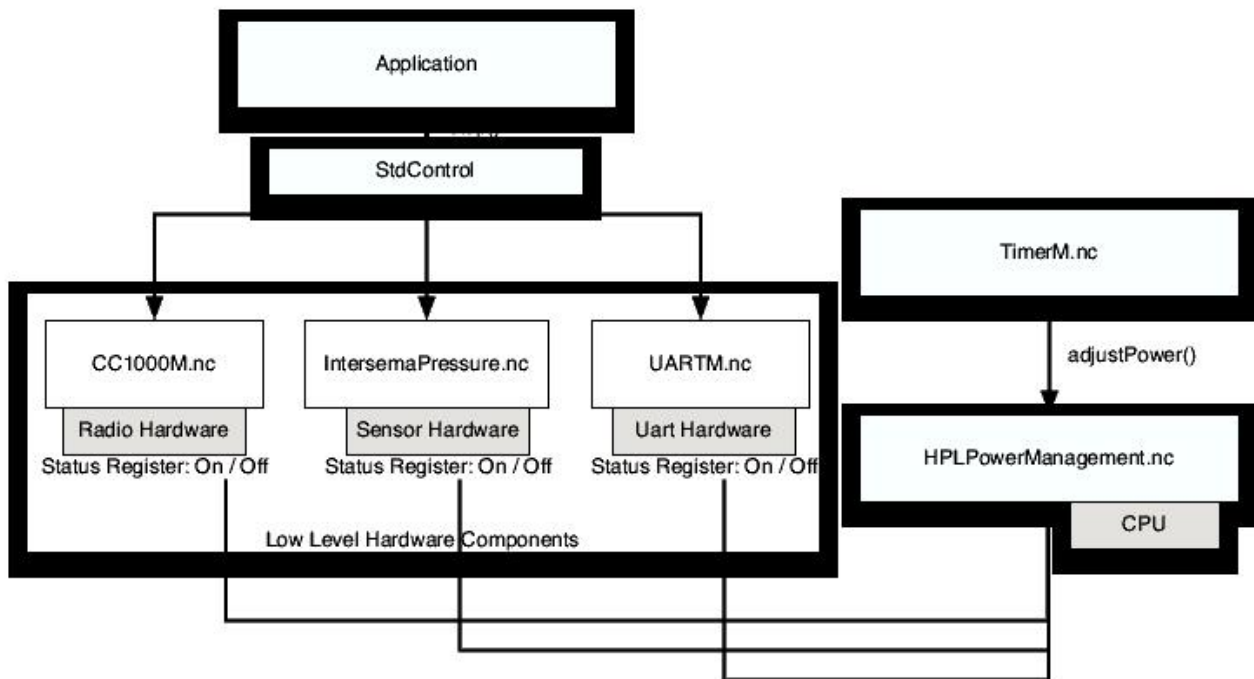 Application
StdControl
TimerM.nc
adjustPower()
CC1000M.nc
IntersemaPressure.nc
UARTM.nc
Radio Hardware
Sensor Hardware
Uart Hardware
Status Register: On / Off
Status Register: On / Off
Status Register: On / Off
HPLPowerManagement.nc
CPU
Low Level Hardware Components